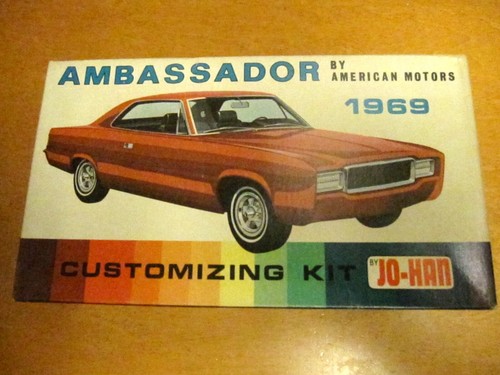 AMBASSADOR BY
AMERICAN MOTORS
1969
CUSTOMIZING KIT BY JO-HAN